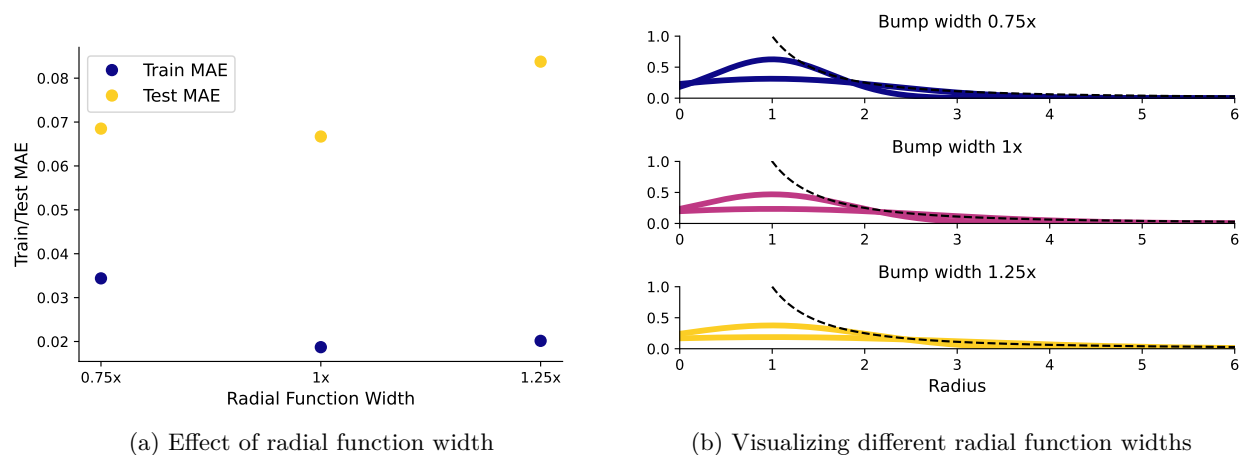 Train/Test MAE
0.08
0.07
0.06
0.05
0.04
0.03
0.02
Train MAE
Test MAE
0.75x 1x 1.25x
Radial Function Width
(a) Effect of radial function width
Bump width 0.75x
1.0
0.5
0.0
0 1 2 3 4 5 6
Bump width 1x
1.0
0.5
0.0
0 1 2 3 4 5 6
Bump width 1.25x
1.0
0.5
0.0
0 1 2 3 4 5 6
Radius
(b) Visualizing different radial function widths